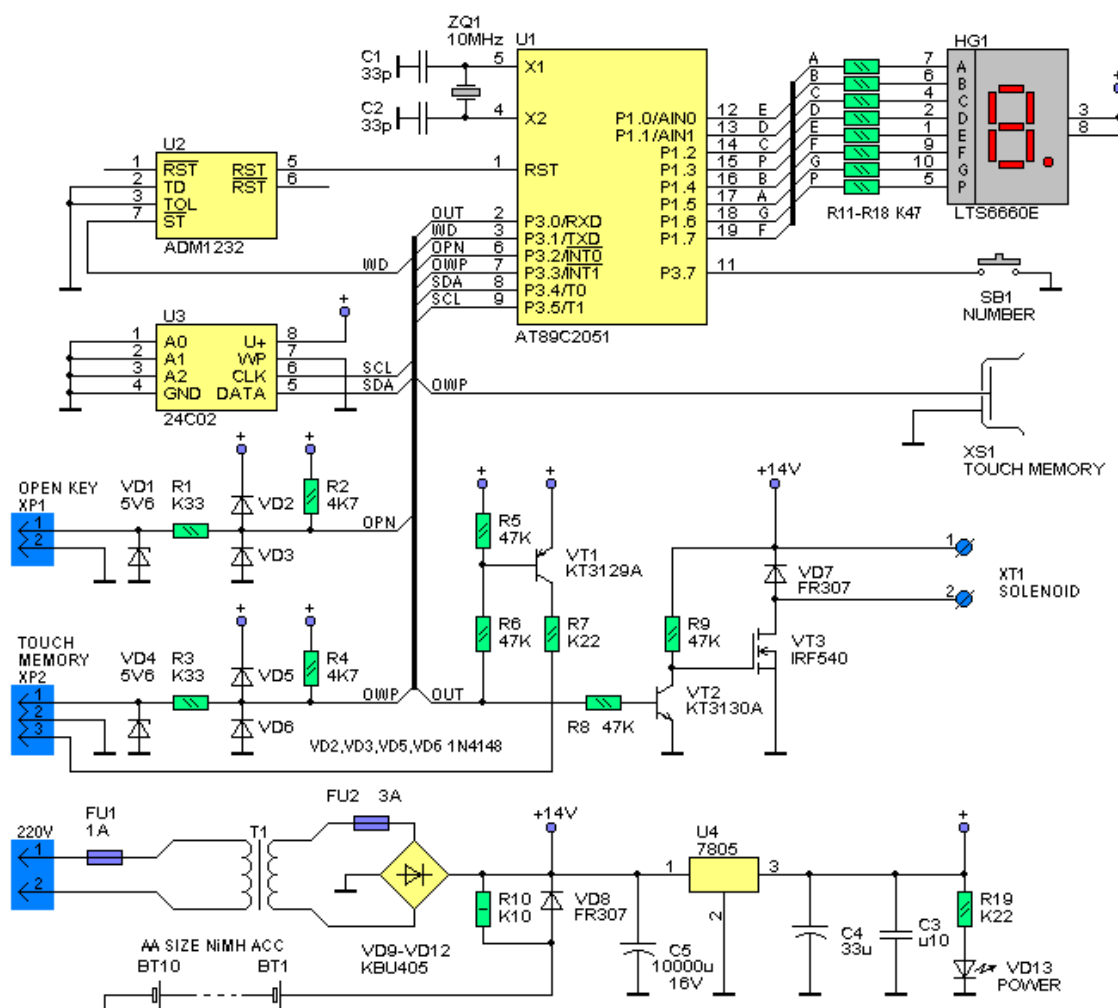 ZQ1
10MHz
C1
33p
C2
33p
5
4
U1
X1
X2
RST
1
P3.0/RXD
P3.1/TXD
P3.2/INT0
P3.3/INT1
P3.4/T0
P3.5/T1
P1.0/AIN0
P1.1/AIN1
P1.2
P1.3
P1.4
P1.5
P1.6
P1.7
P3.7
AT89C2051
OUT 2
WD 3
OPN 6
OWP 7
SDA 8
SCL 9
12 E
13 D
14 C
15 P
16 B
17 A
18 G
19 F
11
A
B
C
D
E
F
G
P
R11-R18 K47
HG1
7 A
6 B
4 C
2 D
1 E
9 F
10 G
5 P
3
8
+
LTS6660E
SB1
NUMBER
U2
1 RST
2 TD
3 TOL
7 ST
RST 5
RST 6
ADM1232
WD
U3
1 A0
2 A1
3 A2
4 GND
U+ 8
WP 7
CLK 6
DATA 5
24C02
+
SCL
SDA
OWP
XS1
TOUCH MEMORY
OPEN KEY
XP1
1
2
VD1
5V6
R1
K33
+
VD2
VD3
+
R2
4K7
OPN
TOUCH
MEMORY
XP2
1
2
3
VD4
5V6
R3
K33
+
VD5
VD6
+
R4
4K7
OWP
OUT
VD2,VD3,VD5,VD6 1N4148
+
R5
47K
R6
47K
+
VT1
KT3129A
R7
K22
R8 47K
R9
47K
VT2
KT3130A
+14V
VD7
FR307
VT3
IRF540
1
2
XT1
SOLENOID
220V
1
2
FU1
1A
T1
FU2 3A
VD9-VD12
KBU405
AA SIZE NiMH ACC
BT10
BT1
+14V
R10
K10
VD8
FR307
C5
10000u
16V
U4
7805
1
2
3
C4
33u
C3
u10
+
R19
K22
VD13
POWER